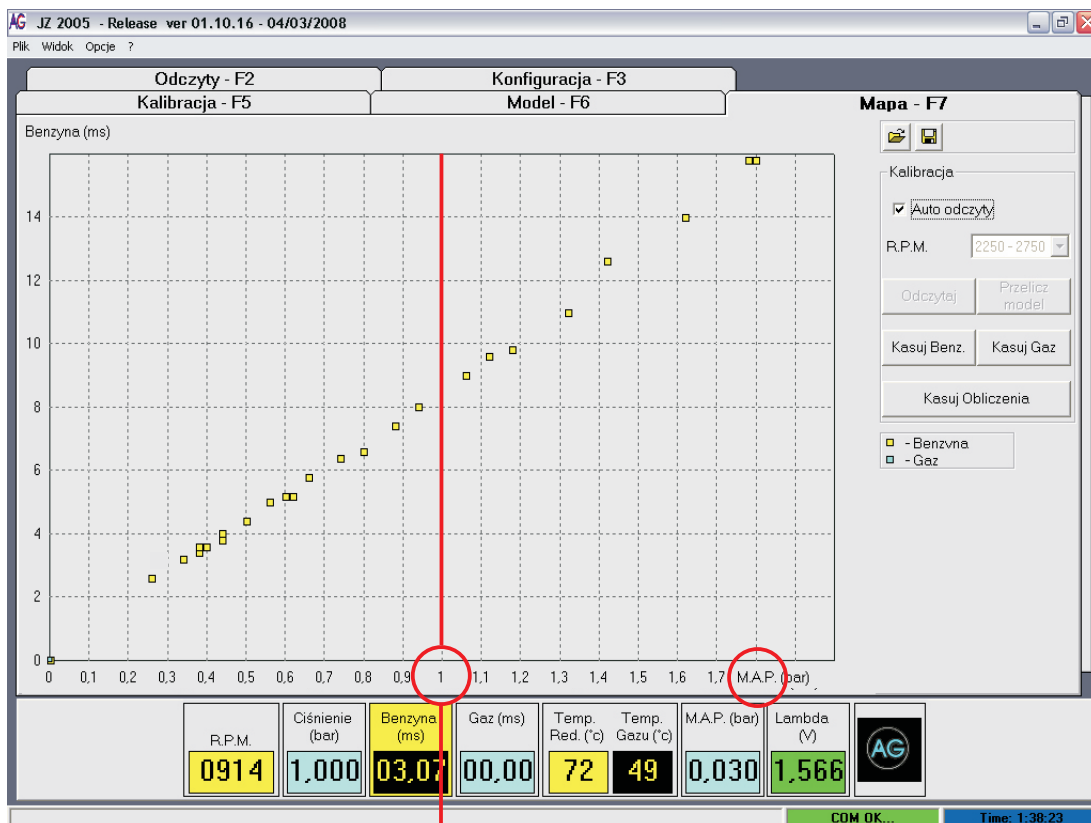 AG JZ 2005 - Release ver 01.10.16 - 04/03/2008
Plik Widok Opcje ?
Odczyty - F2
Konfiguracja - F3
Kalibracja - F5
Model - F6
Mapa - F7
Benzyna (ms)
14
12
10
8
6
4
2
0
0 0,1 0,2 0,3 0,4 0,5 0,6 0,7 0,8 0,9 1 1,1 1,2 1,3 1,4 1,5 1,6 1,7 M.A.P. (bar)
Kalibracja
Auto odczyty
R.P.M. 2250 - 2750
Odczytaj
Przelicz
model
Kasuj Benz.
Kasuj Gaz
Kasuj Obliczenia
- Benzyna
- Gaz
R.P.M.
0914
Ciśnienie
(bar)
1,000
Benzyna
(ms)
03,07
Gaz (ms)
00,00
Temp.
Red. (°c)
72
Temp.
Gazu (°c)
49
M.A.P. (bar)
0,030
Lambda
(V)
1,566
AG
COM OK...
Time: 1:38:23